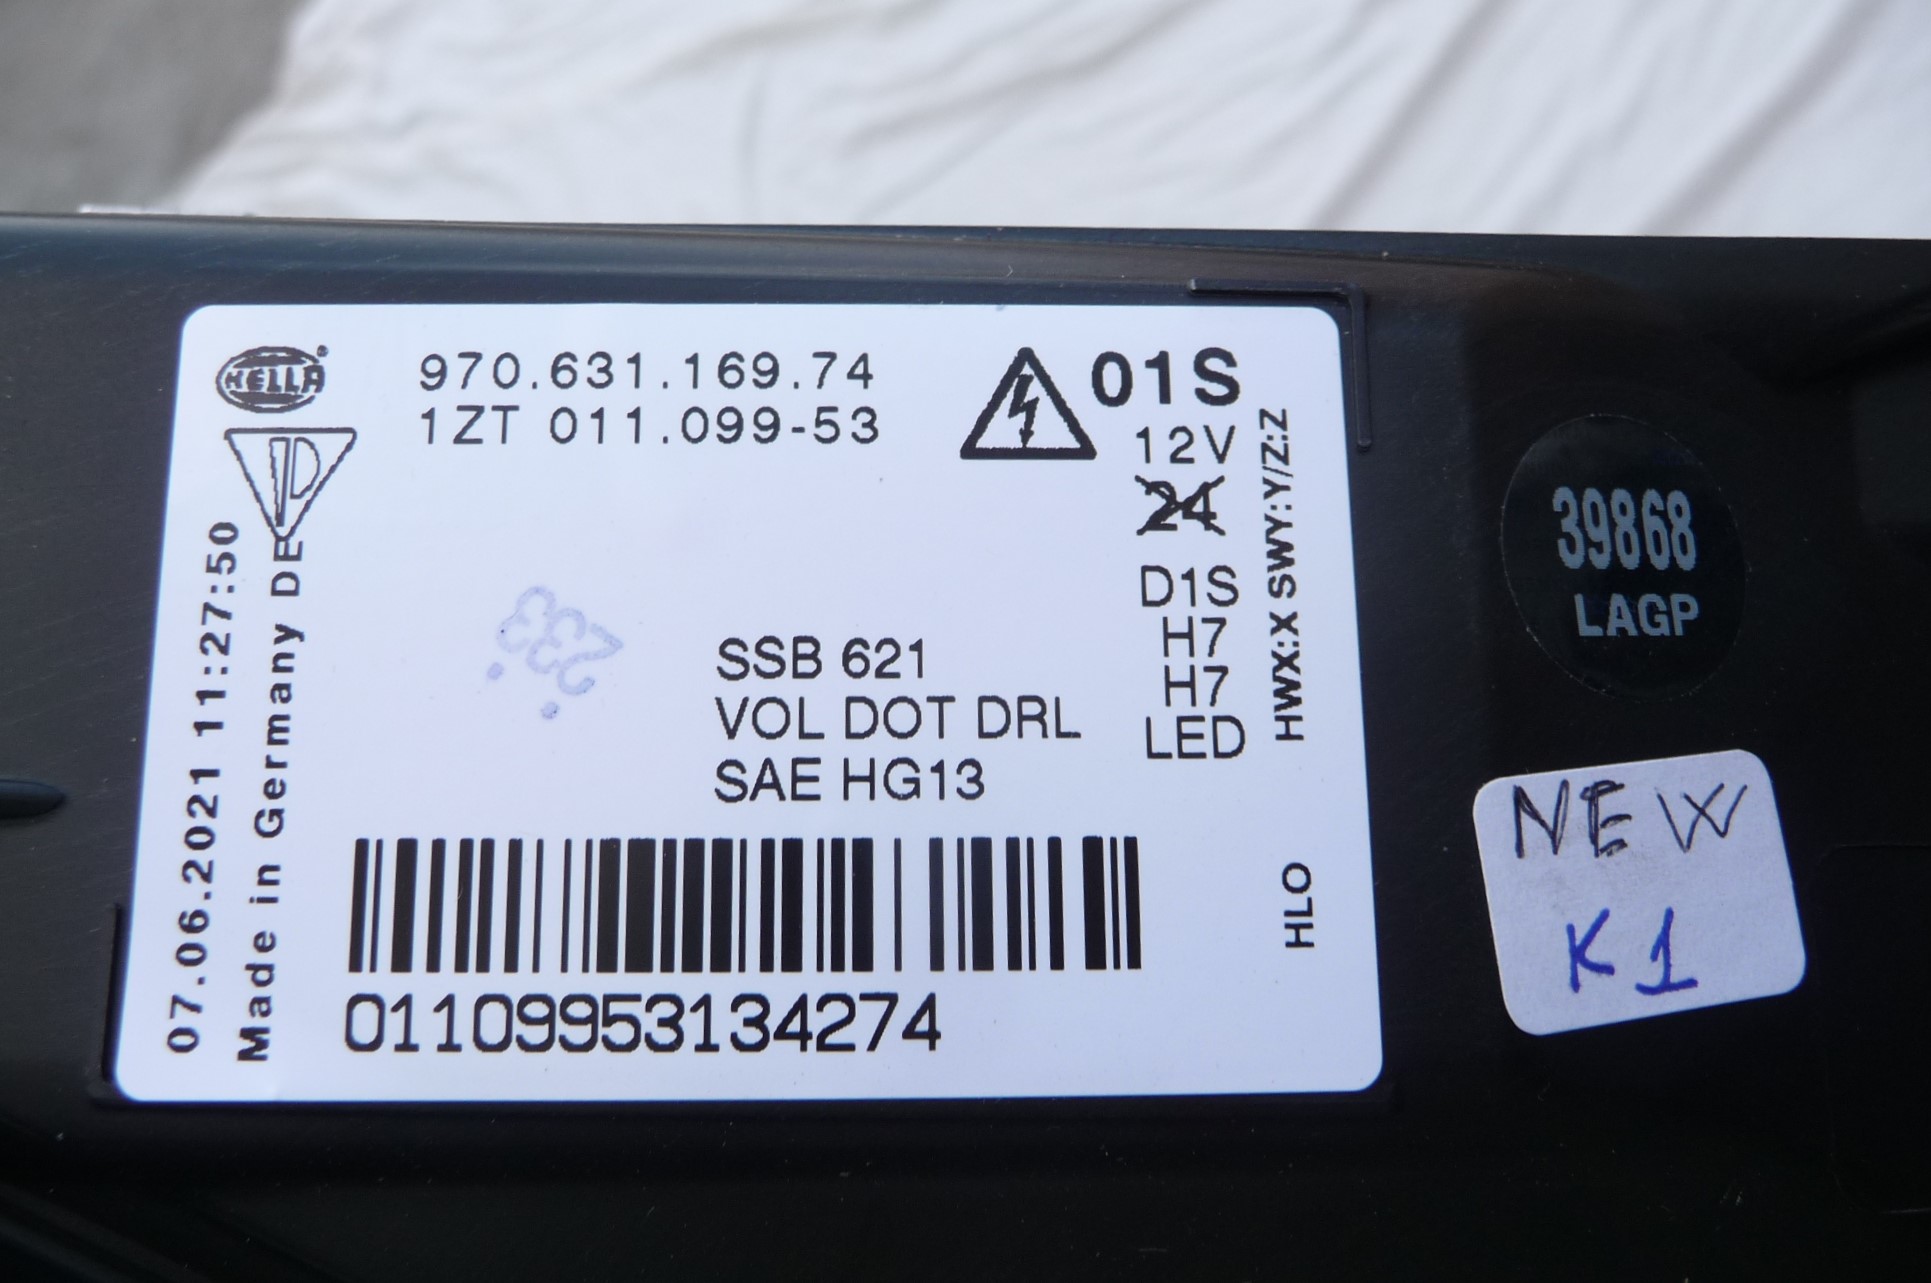 HELLA
970.631.169.74
1ZT 011.099-53
01S
12V
24
D1S
H7
H7
LED
HWX:X SWY:Y/Z:Z
HLO
07.06.2021 11:27:50
Made in Germany DE
233
SSB 621
VOL DOT DRL
SAE HG13
01109953134274
39868
LAGP
NEW
K1